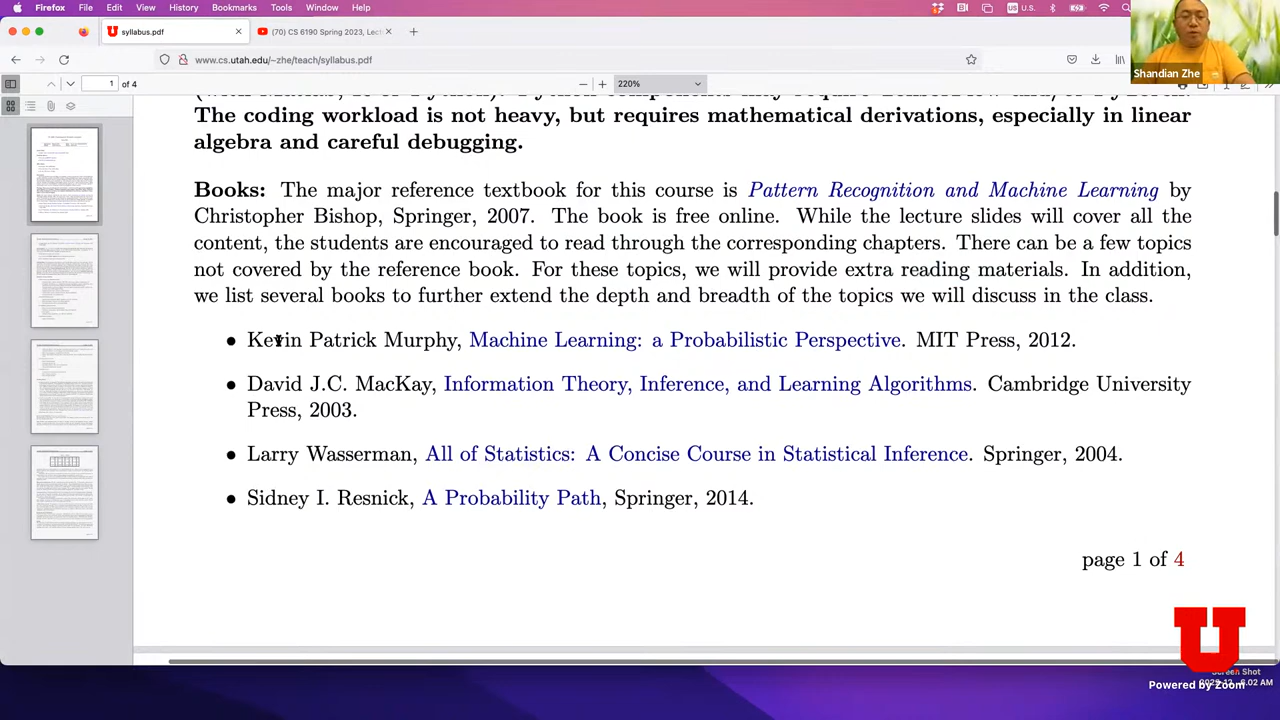 Firefox File Edit View History Bookmarks Tools Window Help
U.S.
syllabus.pdf
(70) CS 6190 Spring 2023, Lect
www.cs.utah.edu/~zhe/teach/syllabus.pdf
Shandian Zhe
1 of 4
220%
The coding workload is not heavy, but requires mathematical derivations, especially in linear
algebra and careful debugging.
Books: The major reference textbook for this course is Pattern Recognition and Machine Learning by
Christopher Bishop, Springer, 2007. The book is free online. While the lecture slides will cover all the
content, the students are encouraged to read through the corresponding chapters. There can be a few topics
not covered by the reference book. For these topics, we will provide extra reading materials. In addition,
we list several books to further extend the depth and breadth of the topics we will discuss in the class.
• Kevin Patrick Murphy, Machine Learning: a Probabilistic Perspective. MIT Press, 2012.
• David J.C. MacKay, Information Theory, Inference, and Learning Algorithms. Cambridge University
Press, 2003.
• Larry Wasserman, All of Statistics: A Concise Course in Statistical Inference. Springer, 2004.
• Sidney I. Resnick, A Probability Path, Springer, 2014.
page 1 of 4
U
Screen Shot
6.02 AM
Powered by Zoom